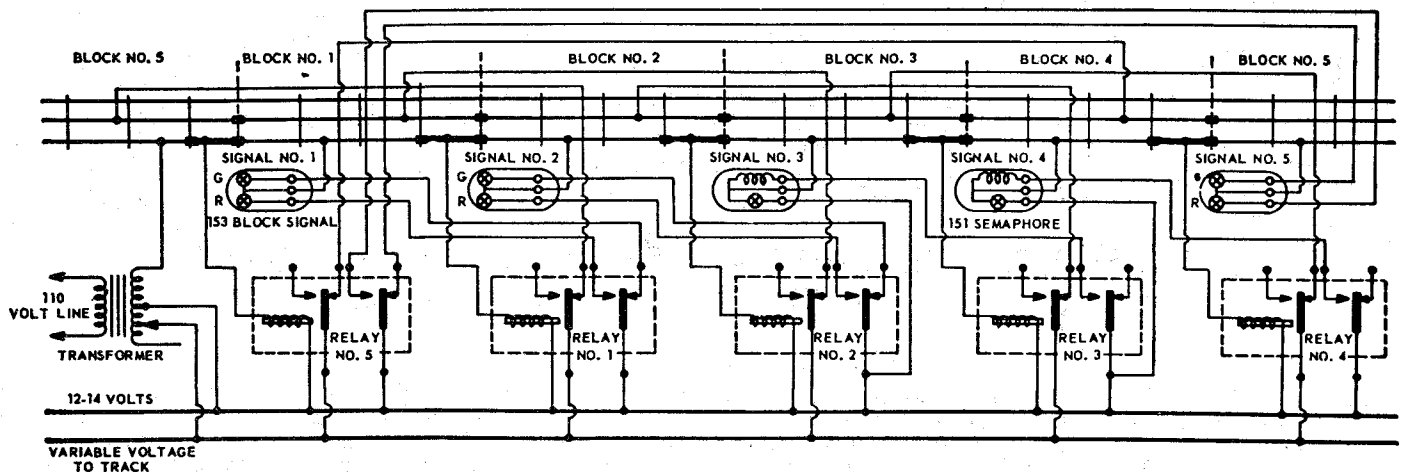 BLOCK NO. 5
BLOCK NO. 1
BLOCK NO. 2
BLOCK NO. 3
BLOCK NO. 4
BLOCK NO. 5
SIGNAL NO. 1
SIGNAL NO. 2
SIGNAL NO. 3
SIGNAL NO. 4
SIGNAL NO. 5
G
G
G
R
R
R
153 BLOCK SIGNAL
151 SEMAPHORE
110
VOLT LINE
TRANSFORMER
RELAY
NO. 5
RELAY
NO. 1
RELAY
NO. 2
RELAY
NO. 3
RELAY
NO. 4
12-14 VOLTS
VARIABLE VOLTAGE
TO TRACK